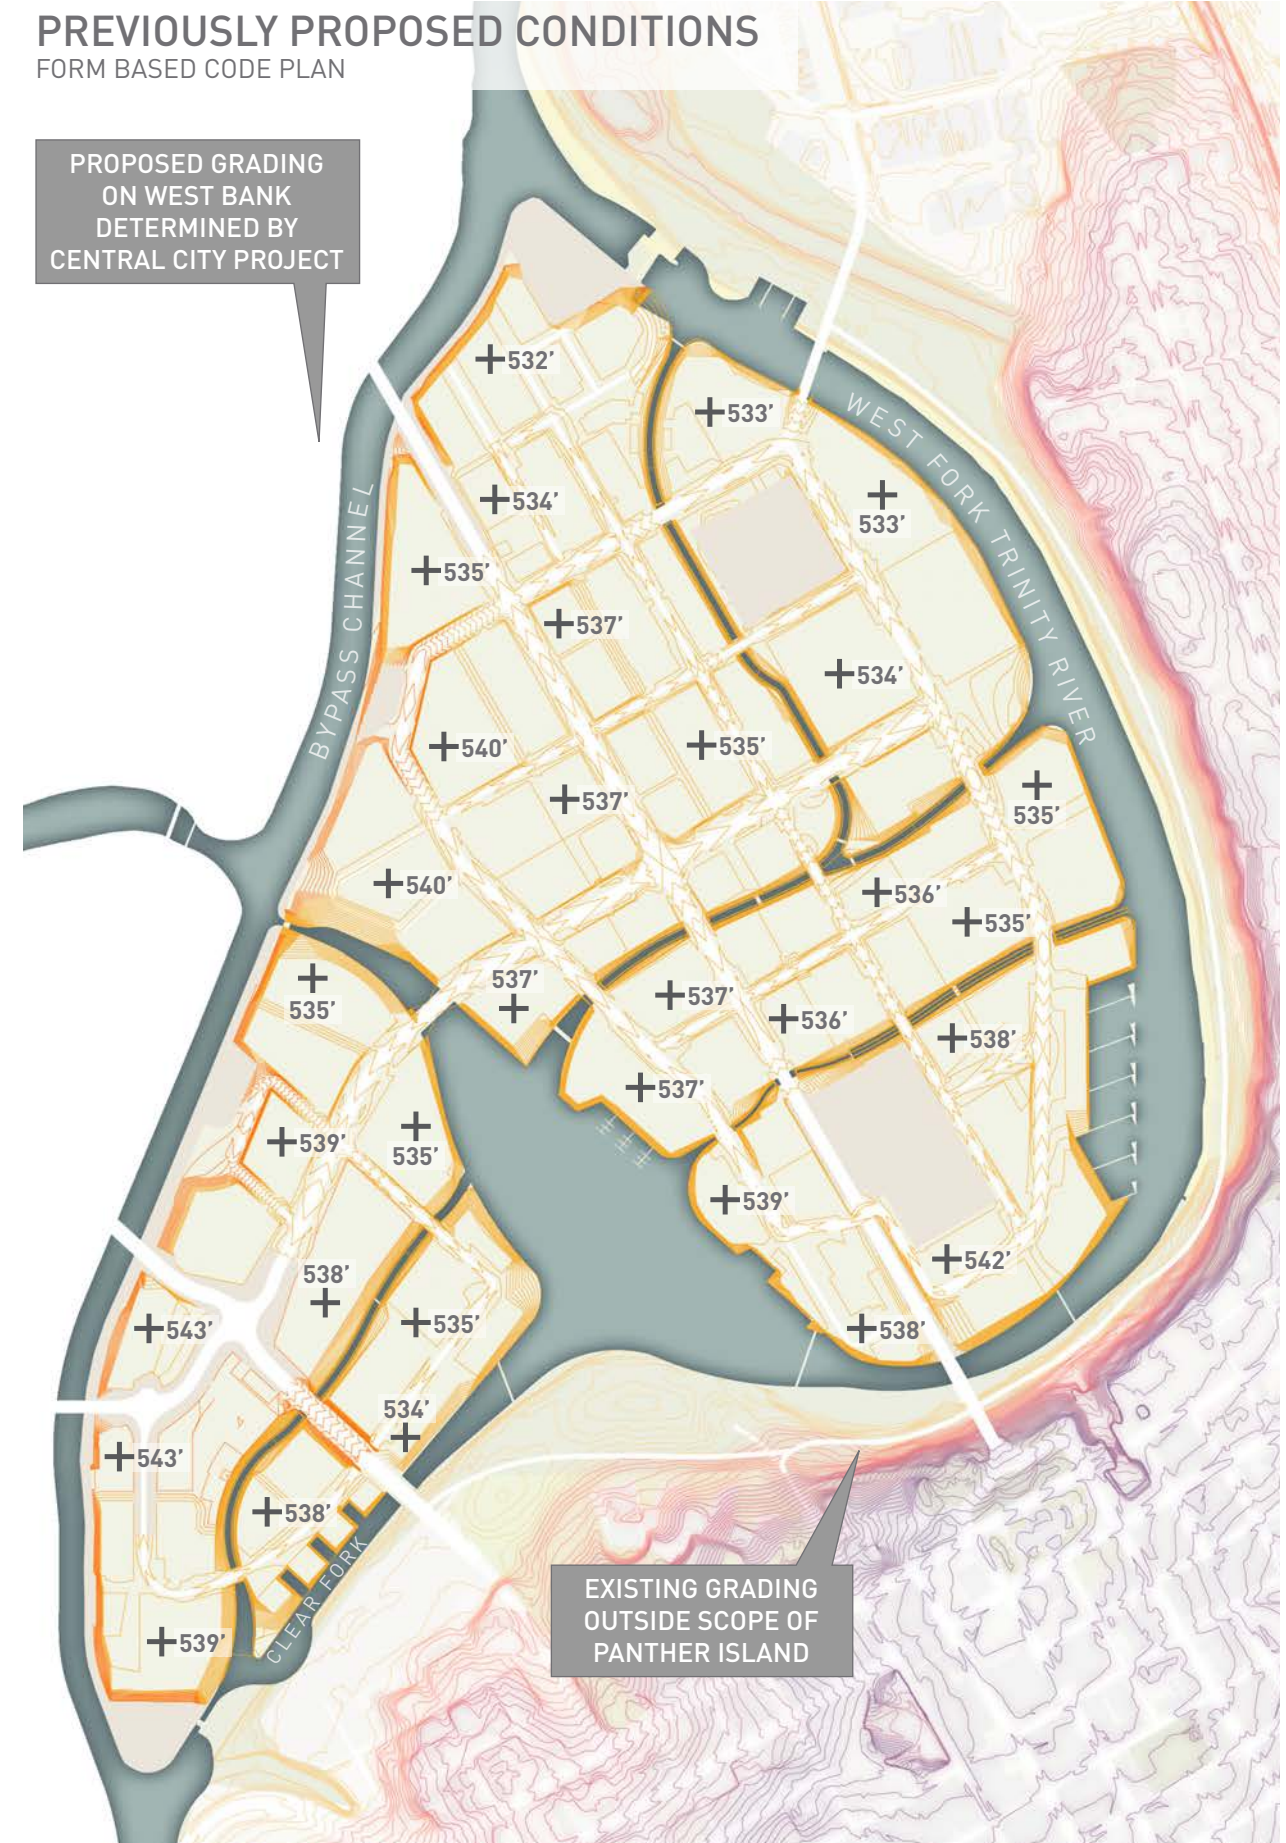 PREVIOUSLY PROPOSED CONDITIONS
FORM BASED CODE PLAN
PROPOSED GRADING
ON WEST BANK
DETERMINED BY
CENTRAL CITY PROJECT
532’
533’
WEST FORK TRINITY RIVER
534’
533’
BYPASS CHANNEL
535’
537’
534’
540’
535’
537’
535’
540’
536’
535’
537’
535’
537’
536’
538’
537’
539’
535’
539’
542’
538’
543’
535’
538’
534’
543’
538’
CLEAR FORK
EXISTING GRADING
OUTSIDE SCOPE OF
PANTHER ISLAND
539’